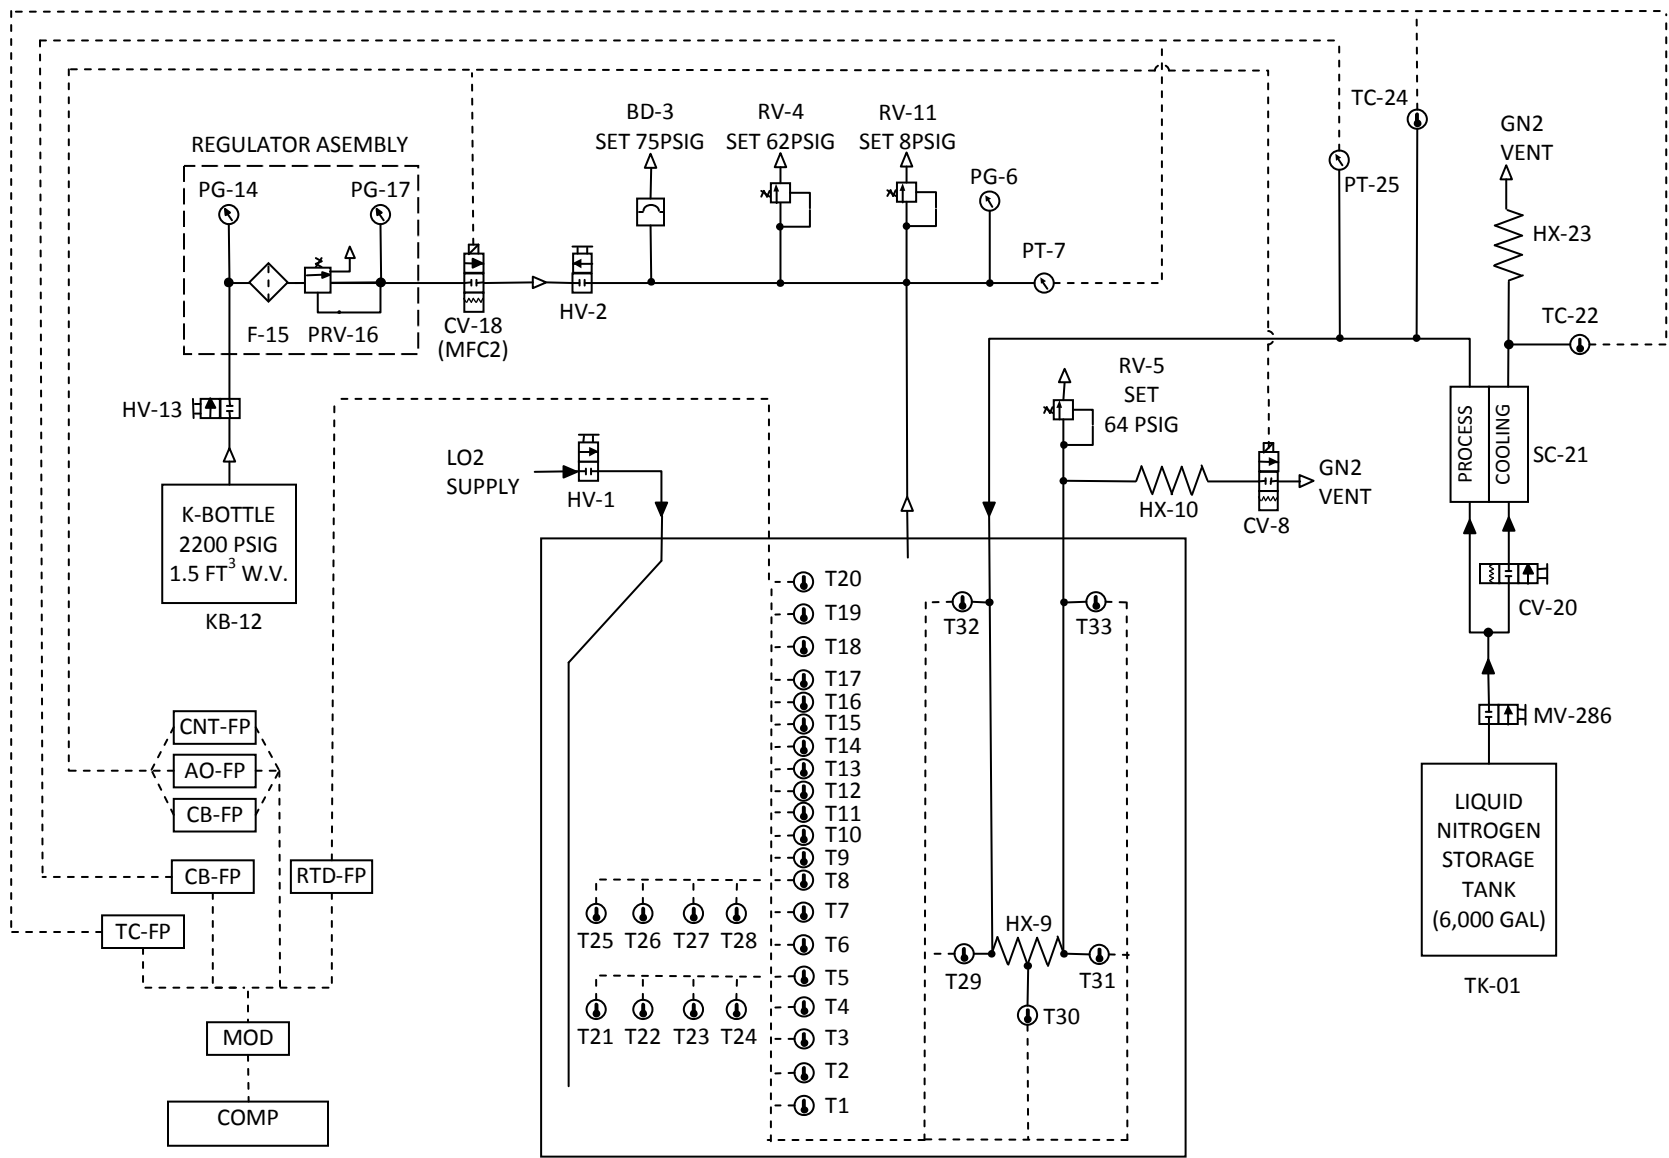 BD-3
SET 75PSIG
RV-4
SET 62PSIG
RV-11
SET 8PSIG
TC-24
GN2
VENT
REGULATOR ASEMBLY
PG-14
PG-17
PG-6
PT-25
HX-23
PT-7
F-15
PRV-16
CV-18
(MFC2)
HV-2
TC-22
HV-13
RV-5
SET
64 PSIG
LO2
SUPPLY
HV-1
HX-10
CV-8
GN2
VENT
PROCESS
COOLING
SC-21
K-BOTTLE
2200 PSIG
1.5 FT3 W.V.
KB-12
CV-20
T20
T19
T18
T17
T16
T15
T14
T13
T12
T11
T10
T9
T8
T7
T6
T5
T4
T3
T2
T1
T32
T33
MV-286
CNT-FP
AO-FP
CB-FP
CB-FP
RTD-FP
TC-FP
T25
T26
T27
T28
T21
T22
T23
T24
HX-9
T29
T31
T30
LIQUID
NITROGEN
STORAGE
TANK
(6,000 GAL)
TK-01
MOD
COMP